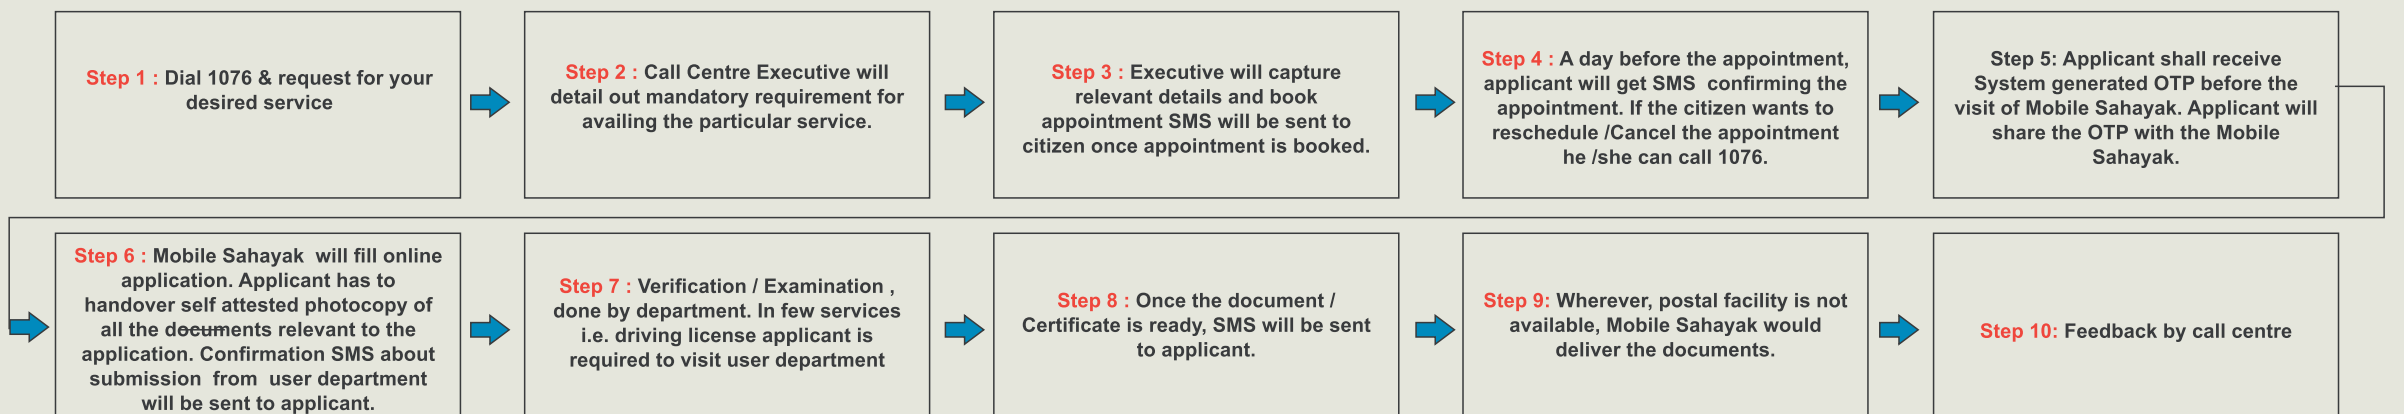 Step 1 : Dial 1076 & request for your
desired service
Step 2 : Call Centre Executive will
detail out mandatory requirement for
availing the particular service.
Step 3 : Executive will capture
relevant details and book
appointment SMS will be sent to
citizen once appointment is booked.
Step 4 : A day before the appointment,
applicant will get SMS  confirming the
appointment. If the citizen wants to
reschedule /Cancel the appointment
he /she can call 1076.
Step 5: Applicant shall receive
System generated OTP before the
visit of Mobile Sahayak. Applicant will
share the OTP with the Mobile
Sahayak.
Step 6 : Mobile Sahayak  will fill online
application. Applicant has to
handover self attested photocopy of
all the documents relevant to the
application. Confirmation SMS about
submission  from  user department
will be sent to applicant.
Step 7 : Verification / Examination ,
done by department. In few services
i.e. driving license applicant is
required to visit user department
Step 8 : Once the document /
Certificate is ready, SMS will be sent
to applicant.
Step 9: Wherever, postal facility is not
available, Mobile Sahayak would
deliver the documents.
Step 10: Feedback by call centre